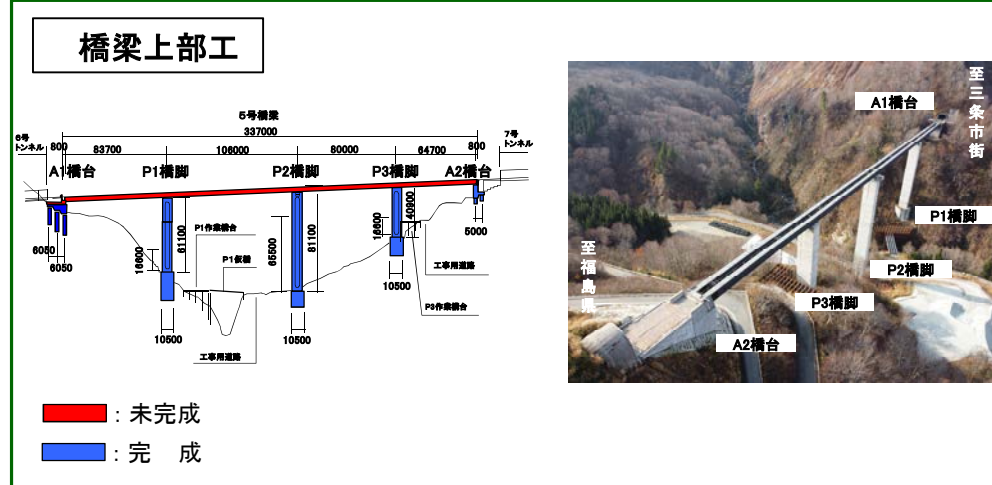 橋梁上部工
5号橋梁
337000
6号
トンネル
7号
トンネル
800
83700
106000
80000
64700
800
A1橋台
P1橋脚
P2橋脚
P3橋脚
A2橋台
6050
6050
16600
61100
P1作業橋台
P1仮橋
65500
81100
16600
40900
5000
10500
工事用道路
P3作業橋台
10500
10500
工事用道路
:未完成
:完 成
至三条市街
A1橋台
P1橋脚
P2橋脚
P3橋脚
A2橋台
至福島県